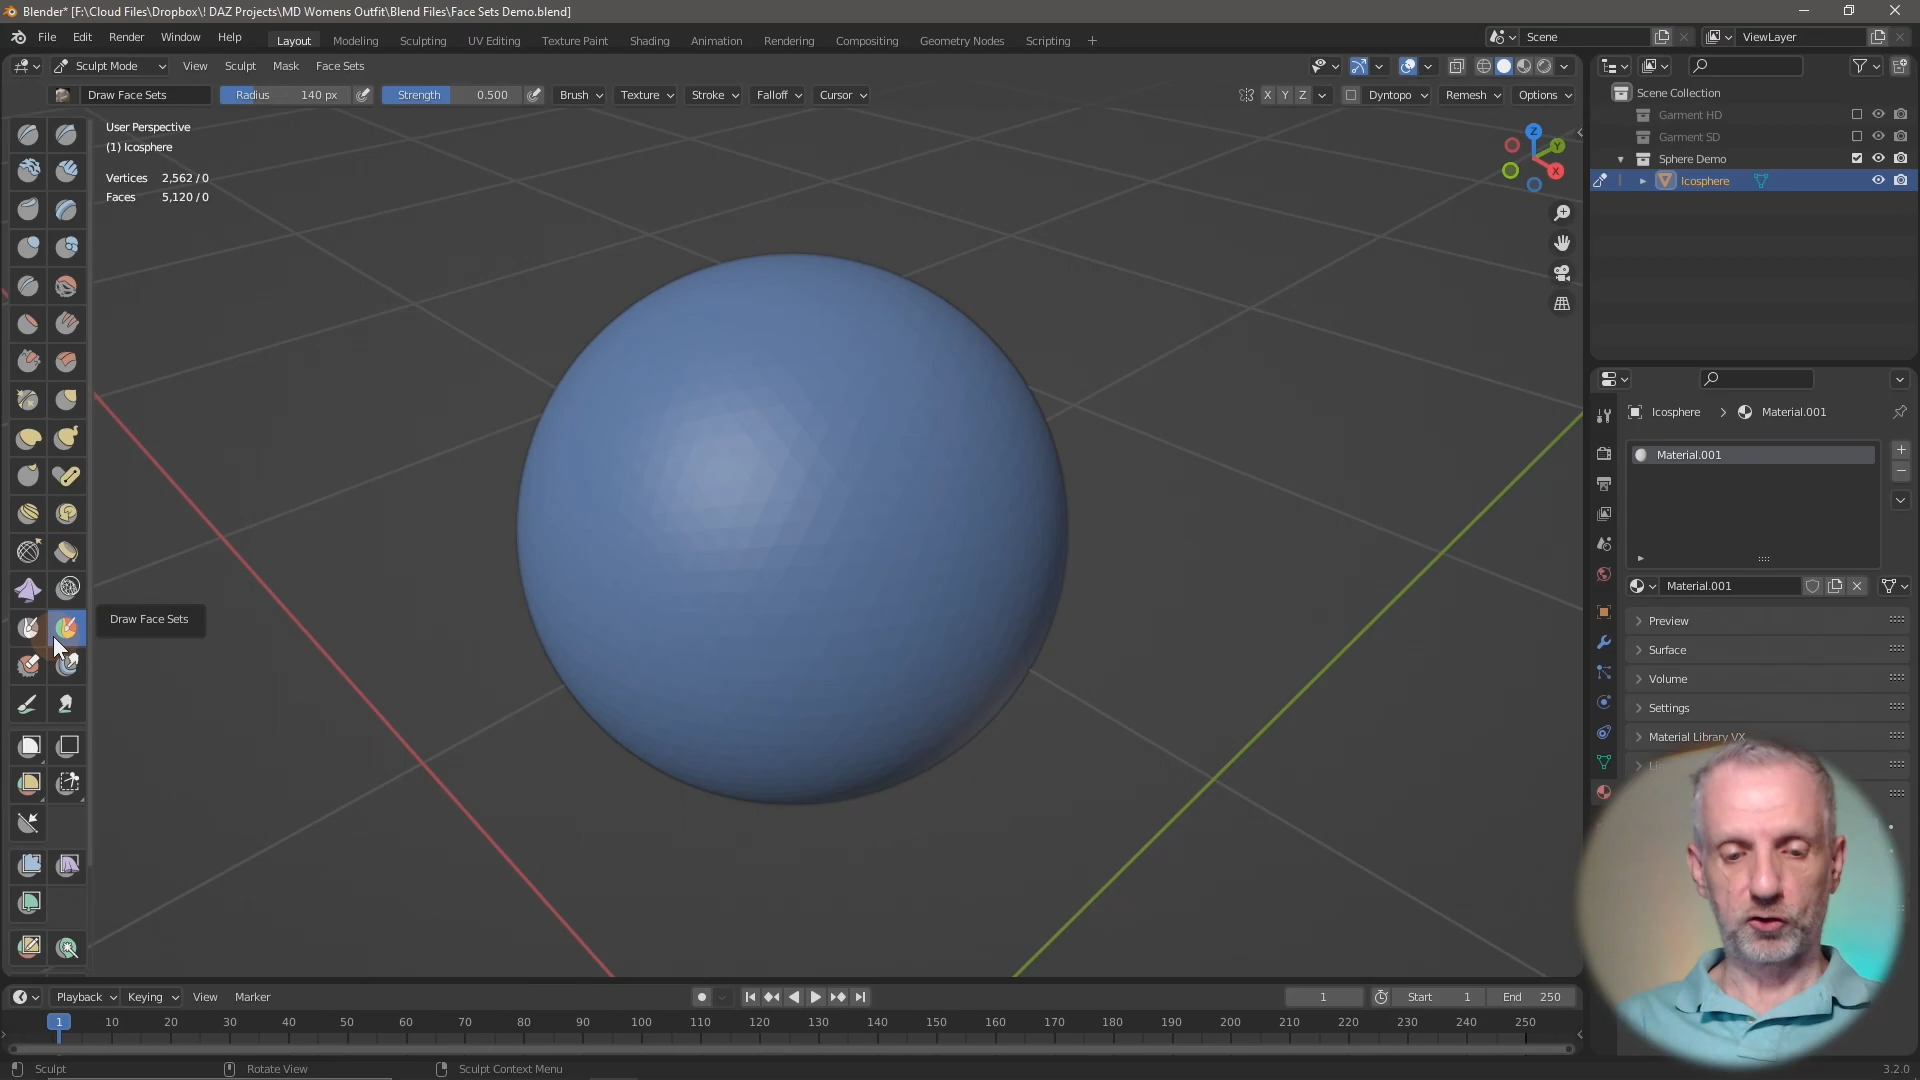 Blender* [F:\Cloud Files\Dropbox\! DAZ Projects\MD Womens Outfit\Blend Files\Face Sets Demo.blend]
File Edit Render Window Help Layout Modeling Sculpting UV Editing Texture Paint Shading Animation Rendering Compositing Geometry Nodes Scripting + Scene ViewLayer
Sculpt Mode View Sculpt Mask Face Sets
Draw Face Sets Radius 140 px Strength 0.500 Brush Texture Stroke Falloff Cursor X Y Z Dyntopo Remesh Options
User Perspective
(1) Icosphere
Vertices 2,562 / 0
Faces 5,120 / 0
Z
Y
X
Draw Face Sets
Scene Collection
Garment HD
Garment SD
Sphere Demo
Icosphere
Icosphere > Material.001
Material.001
Material.001
Preview
Surface
Volume
Settings
Material Library VX
Playback Keying View Marker 1 Start 1 End 250
1 10 20 30 40 50 60 70 80 90 100 110 120 130 140 150 160 170 180 190 200 210 220 230 240 250
Sculpt Rotate View Sculpt Context Menu 3.2.0